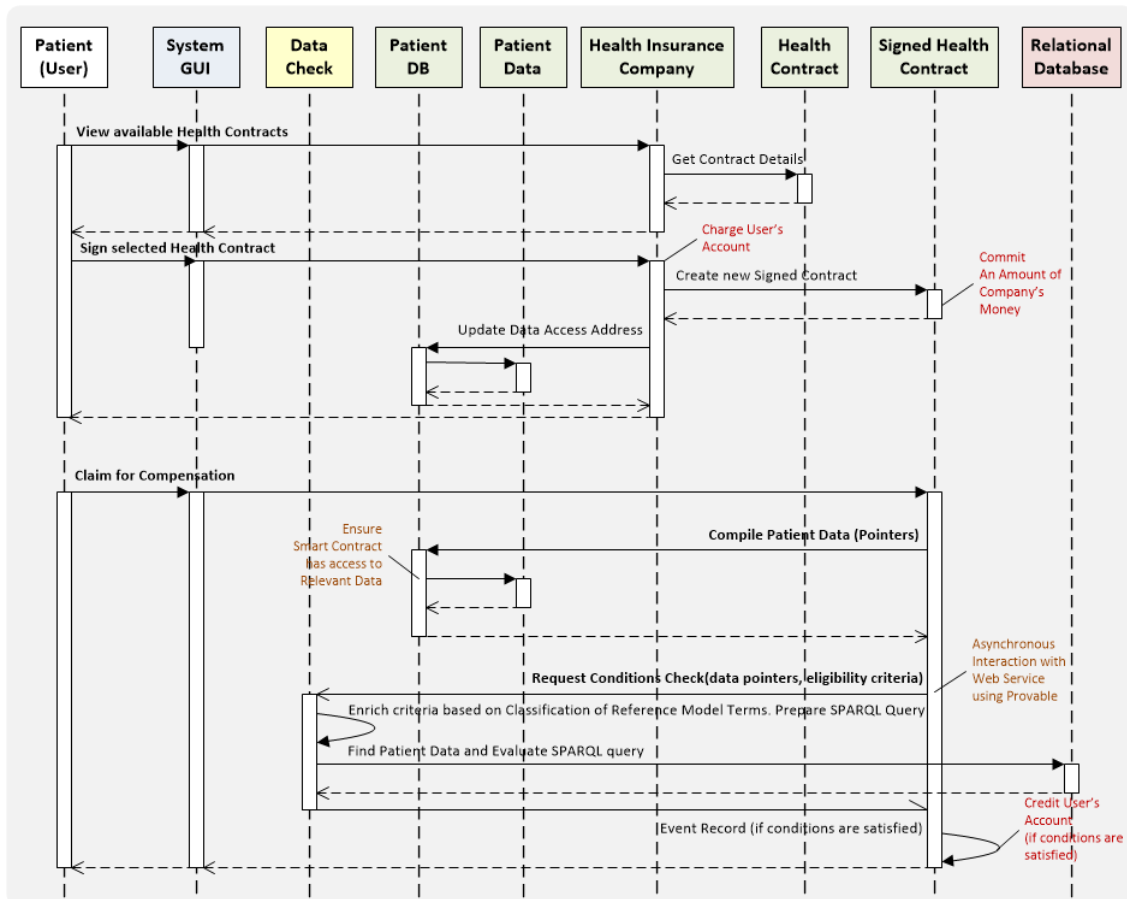 Patient
(User)
System
GUI
Data
Check
Patient
DB
Patient
Data
Health Insurance
Company
Health
Contract
Signed Health
Contract
Relational
Database
View available Health Contracts
Get Contract Details
Sign selected Health Contract
Charge User's
Account
Create new Signed Contract
Commit
An Amount of
Company's
Money
Update Data Access Address
Claim for Compensation
Ensure
Smart Contract
has access to
Relevant Data
Compile Patient Data (Pointers)
Asynchronous
Interaction with
Web Service
using Provable
Request Conditions Check(data pointers, eligibility criteria)
Enrich criteria based on Classification of Reference Model Terms. Prepare SPARQL Query
Find Patient Data and Evaluate SPARQL query
Event Record (if conditions are satisfied)
Credit User's
Account
(if conditions are
satisfied)